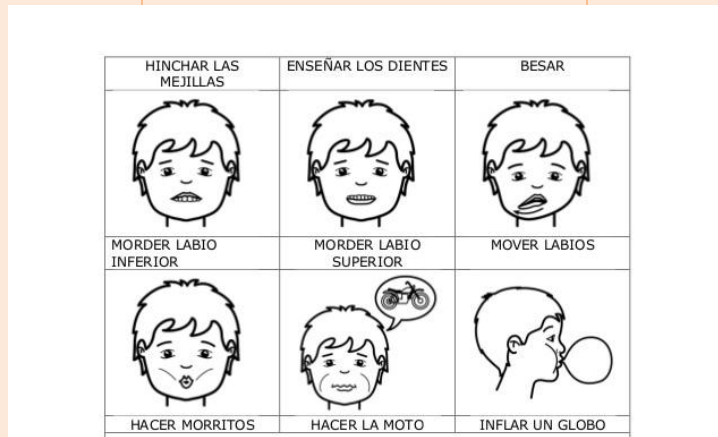 HINCHAR LAS
MEJILLAS
ENSEÑAR LOS DIENTES
BESAR
MORDER LABIO
INFERIOR
MORDER LABIO
SUPERIOR
MOVER LABIOS
HACER MORRITOS
HACER LA MOTO
INFLAR UN GLOBO